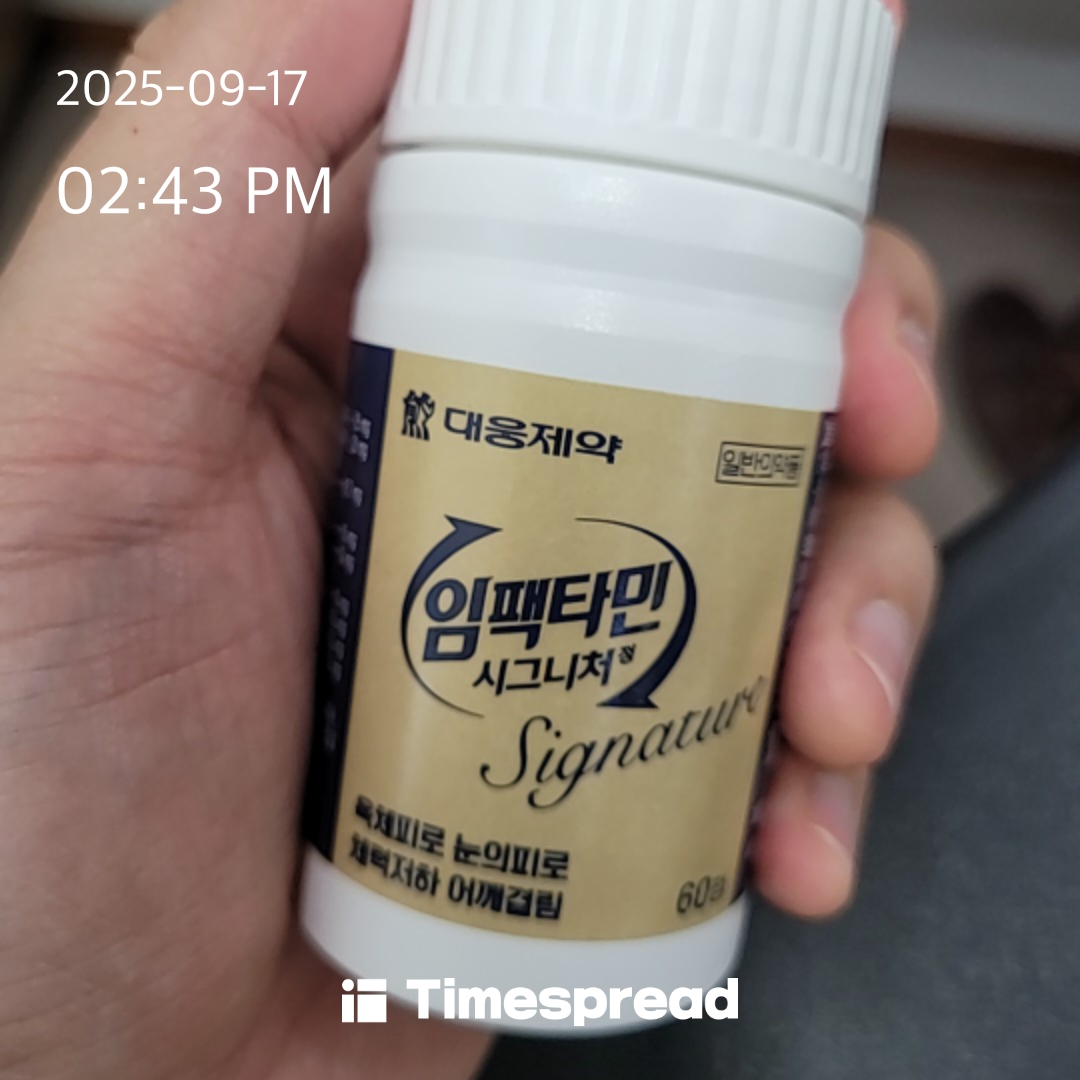 2025-09-17
02:43 PM
대웅제약
일반의약품
임팩타민
시그니처정
Signature
육체피로 눈의피로
체력저하 어깨결림
60정
Timespread